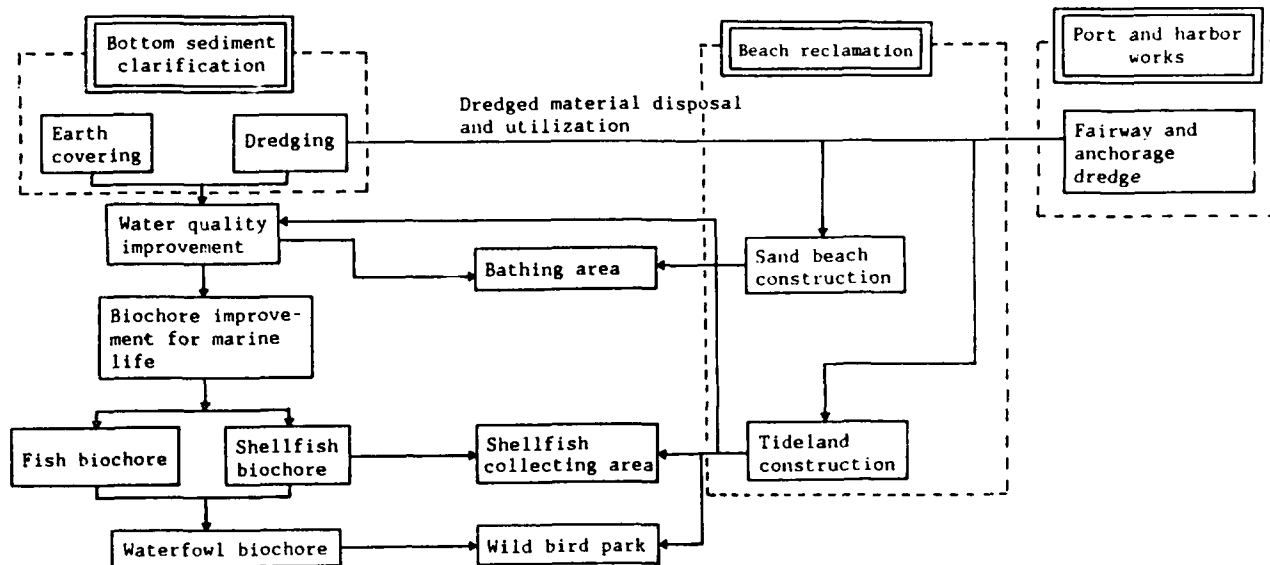 Bottom sediment
clarification
Beach reclamation
Port and harbor
works
Dredged material disposal
and utilization
Earth
covering
Dredging
Fairway and
anchorage
dredge
Water quality
improvement
Bathing area
Sand beach
construction
Biochore improve-
ment for marine
life
Fish biochore
Shellfish
biochore
Shellfish
collecting area
Tideland
construction
Waterfowl biochore
Wild bird park